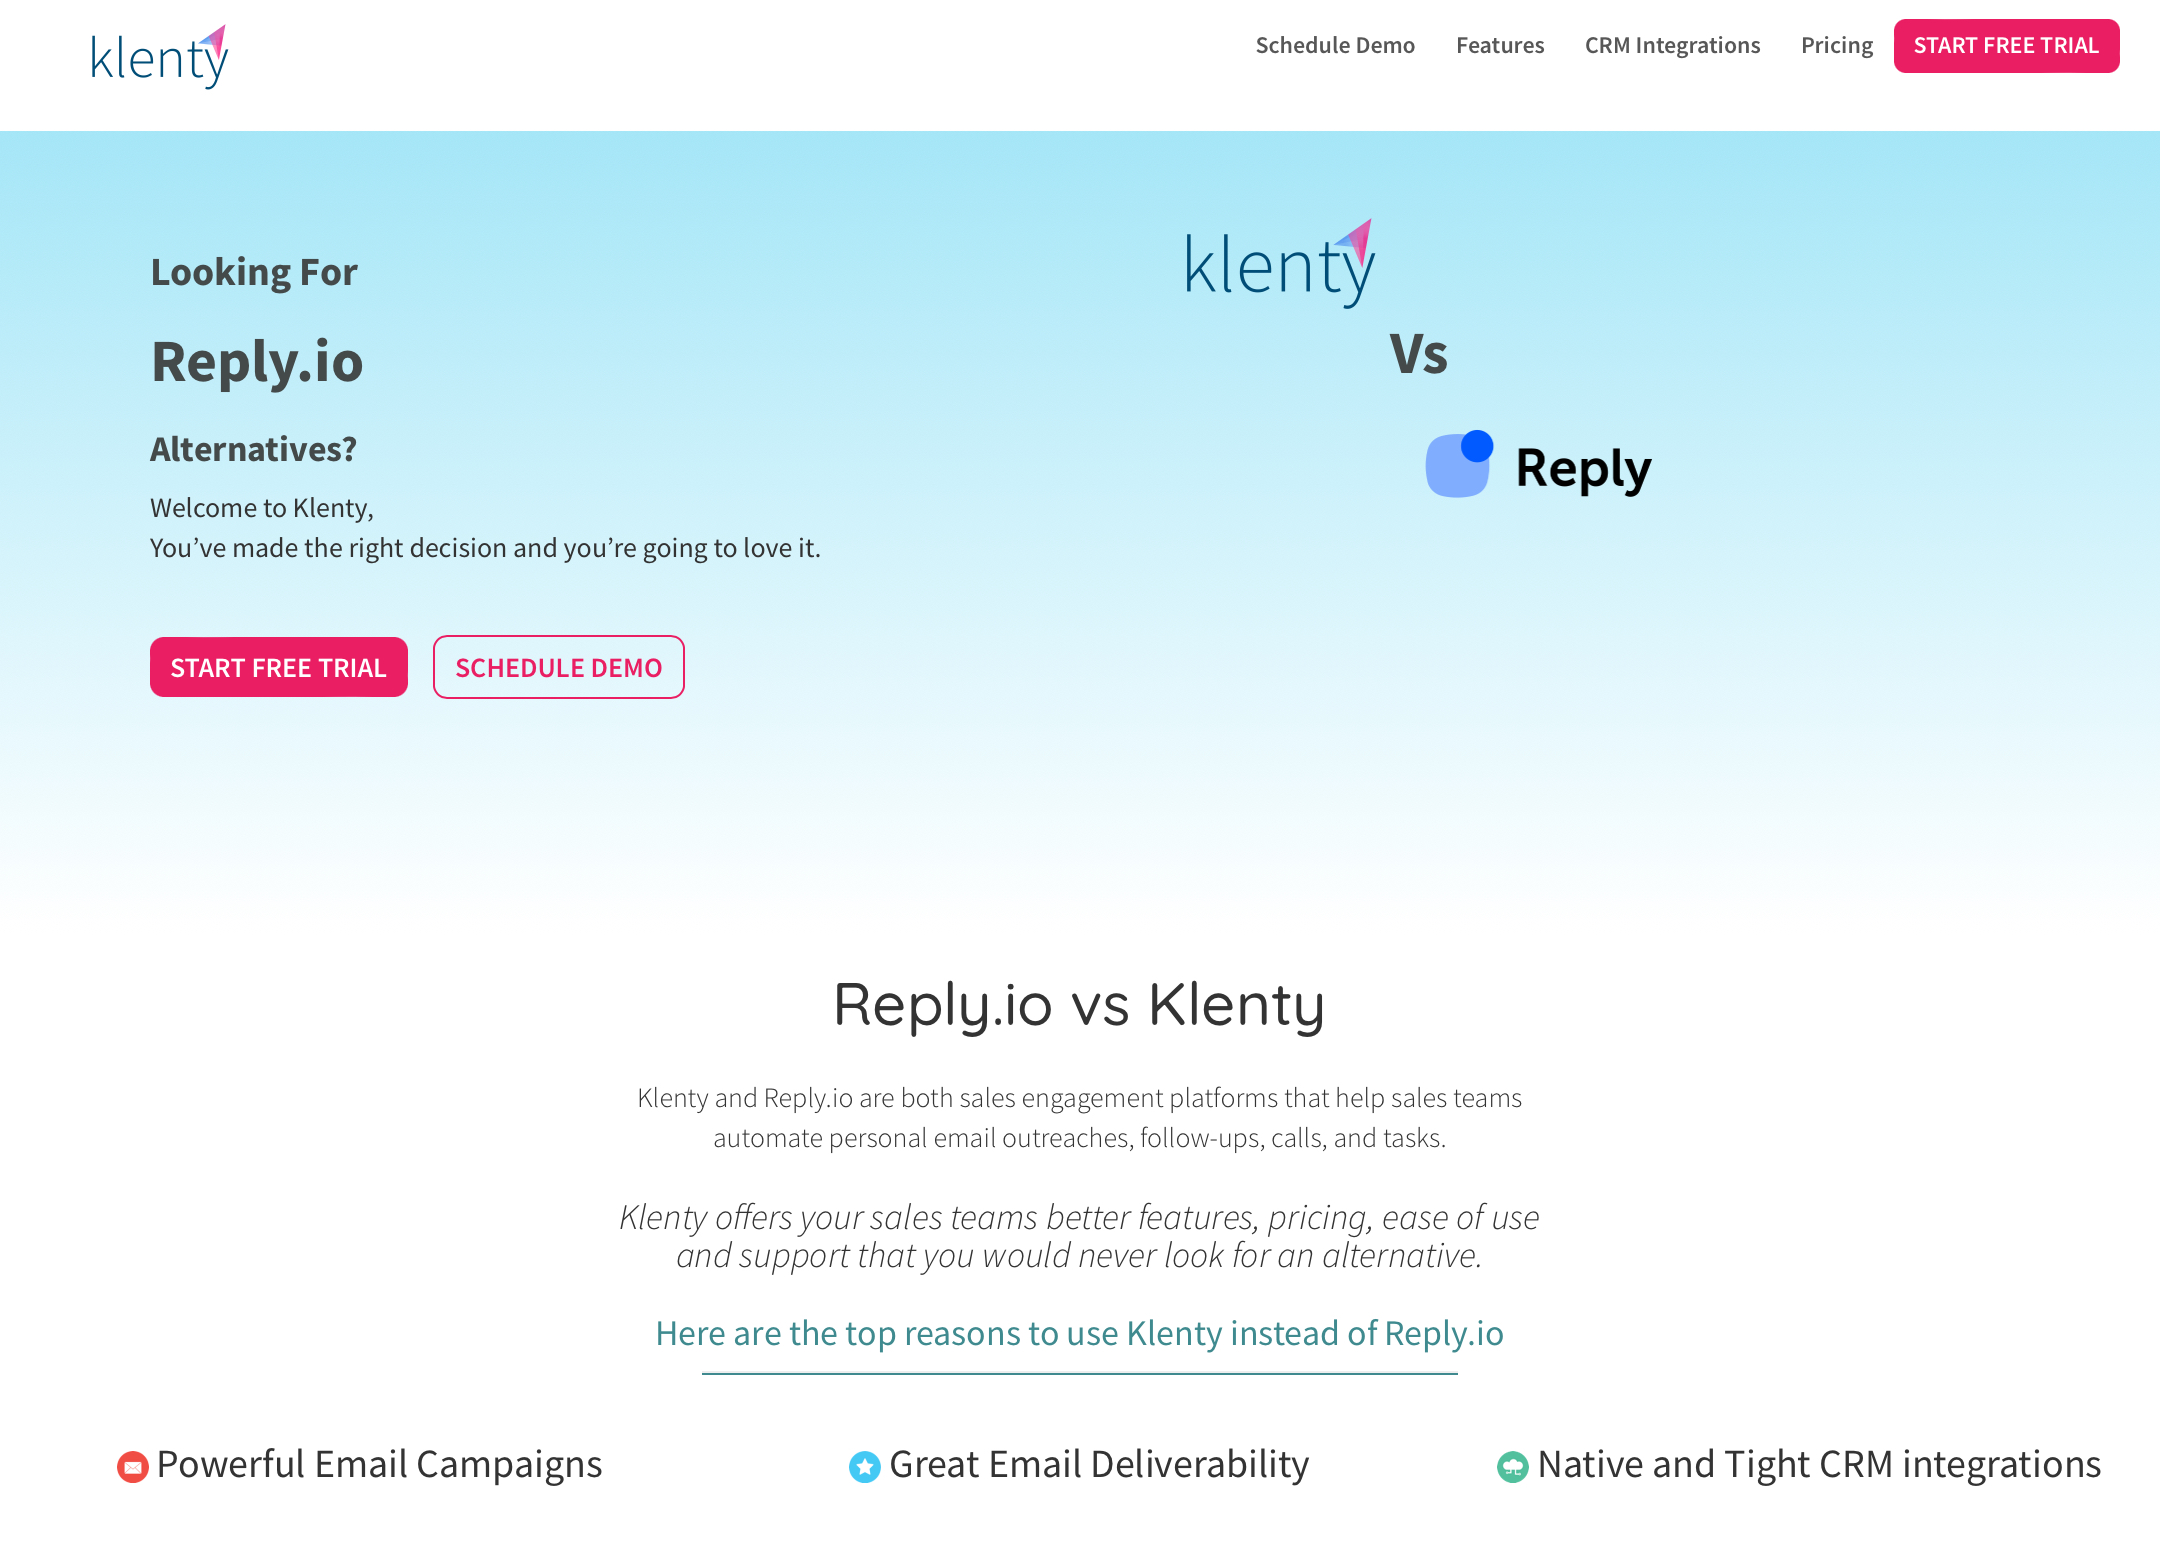 klenty
Schedule Demo Features CRM Integrations Pricing START FREE TRIAL
Looking For
Reply.io
Alternatives?
Welcome to Klenty,
You’ve made the right decision and you’re going to love it.
START FREE TRIAL SCHEDULE DEMO
klenty
Vs
Reply
Reply.io vs Klenty
Klenty and Reply.io are both sales engagement platforms that help sales teams
automate personal email outreaches, follow-ups, calls, and tasks.
Klenty offers your sales teams better features, pricing, ease of use
and support that you would never look for an alternative.
Here are the top reasons to use Klenty instead of Reply.io
Powerful Email Campaigns
Great Email Deliverability
Native and Tight CRM integrations